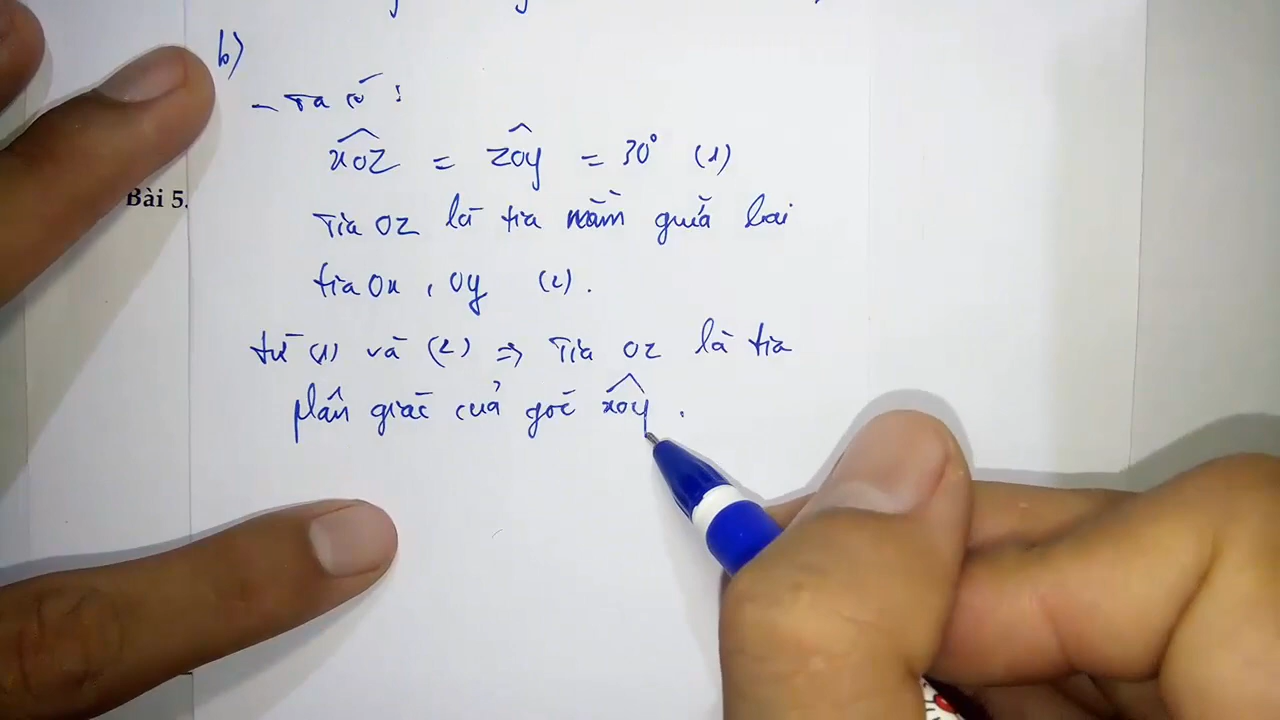 b)
- Ta có :
xOz = zOy = 30° (1)
Bài 5.
Tia Oz là tia nằm giữa hai
tia Ox , Oy (2) .
từ (1) và (2) => Tia Oz là tia
phân giác của góc xOy .